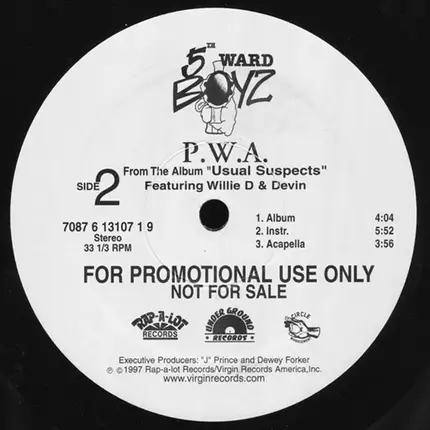 5TH WARD
BOYZ
P.W.A.
From The Album "Usual Suspects"
Featuring Willie D & Devin
SIDE 2
7087 6 13107 1 9
Stereo
33 1/3 RPM
1. Album 4:04
2. Instr. 5:52
3. Acapella 3:56
FOR PROMOTIONAL USE ONLY
NOT FOR SALE
RAP-A-LOT
RECORDS
UNDER GROUND
RECORDS
CIRCLE
Executive Producers: "J" Prince and Dewey Forker
℗ © 1997 Rap-a-lot Records/Virgin Records America,Inc.
www.virginrecords.com